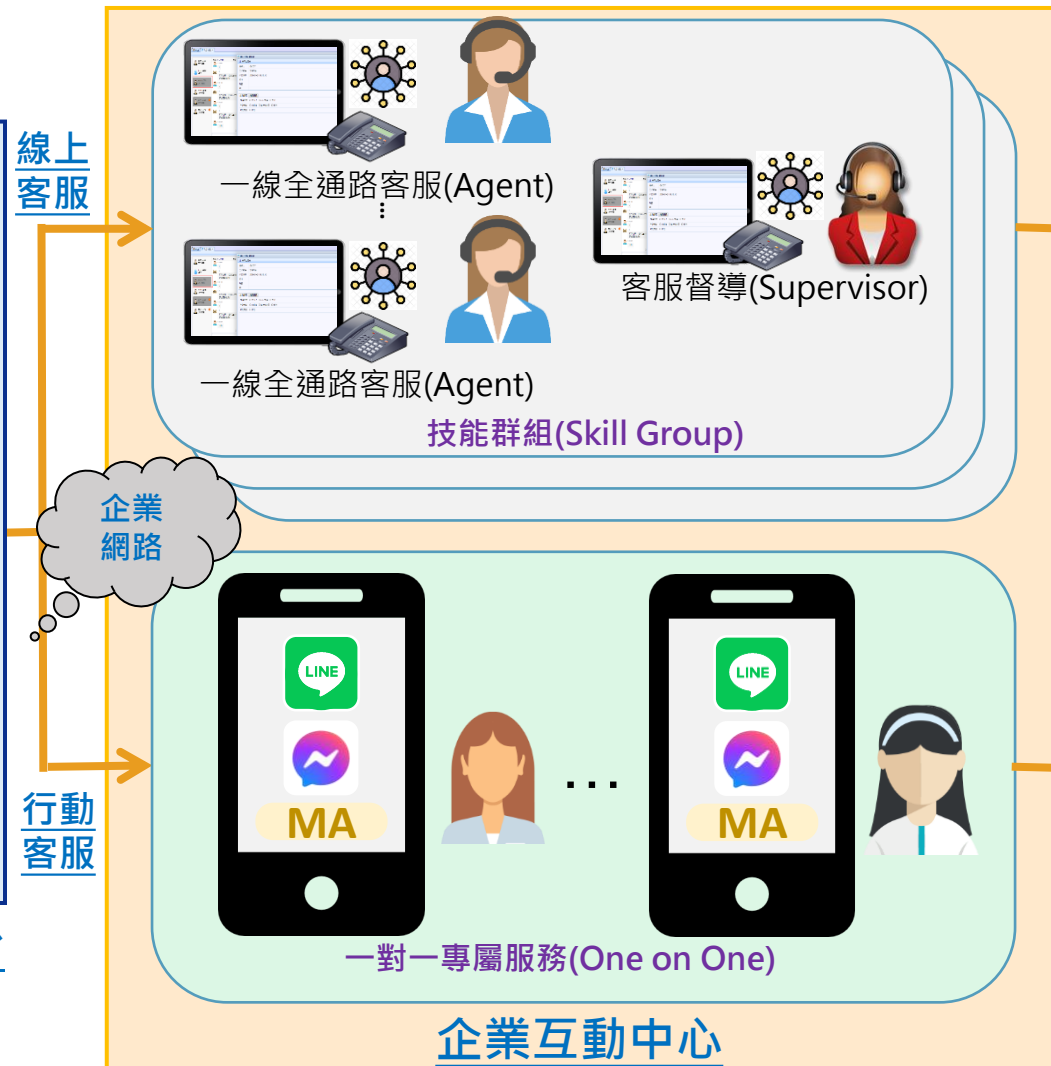 線上
客服
一線全通路客服(Agent)
客服督導(Supervisor)
一線全通路客服(Agent)
技能群組(Skill Group)
企業
網路
LINE
MA
...
LINE
MA
行動
客服
一對一專屬服務(One on One)
企業互動中心